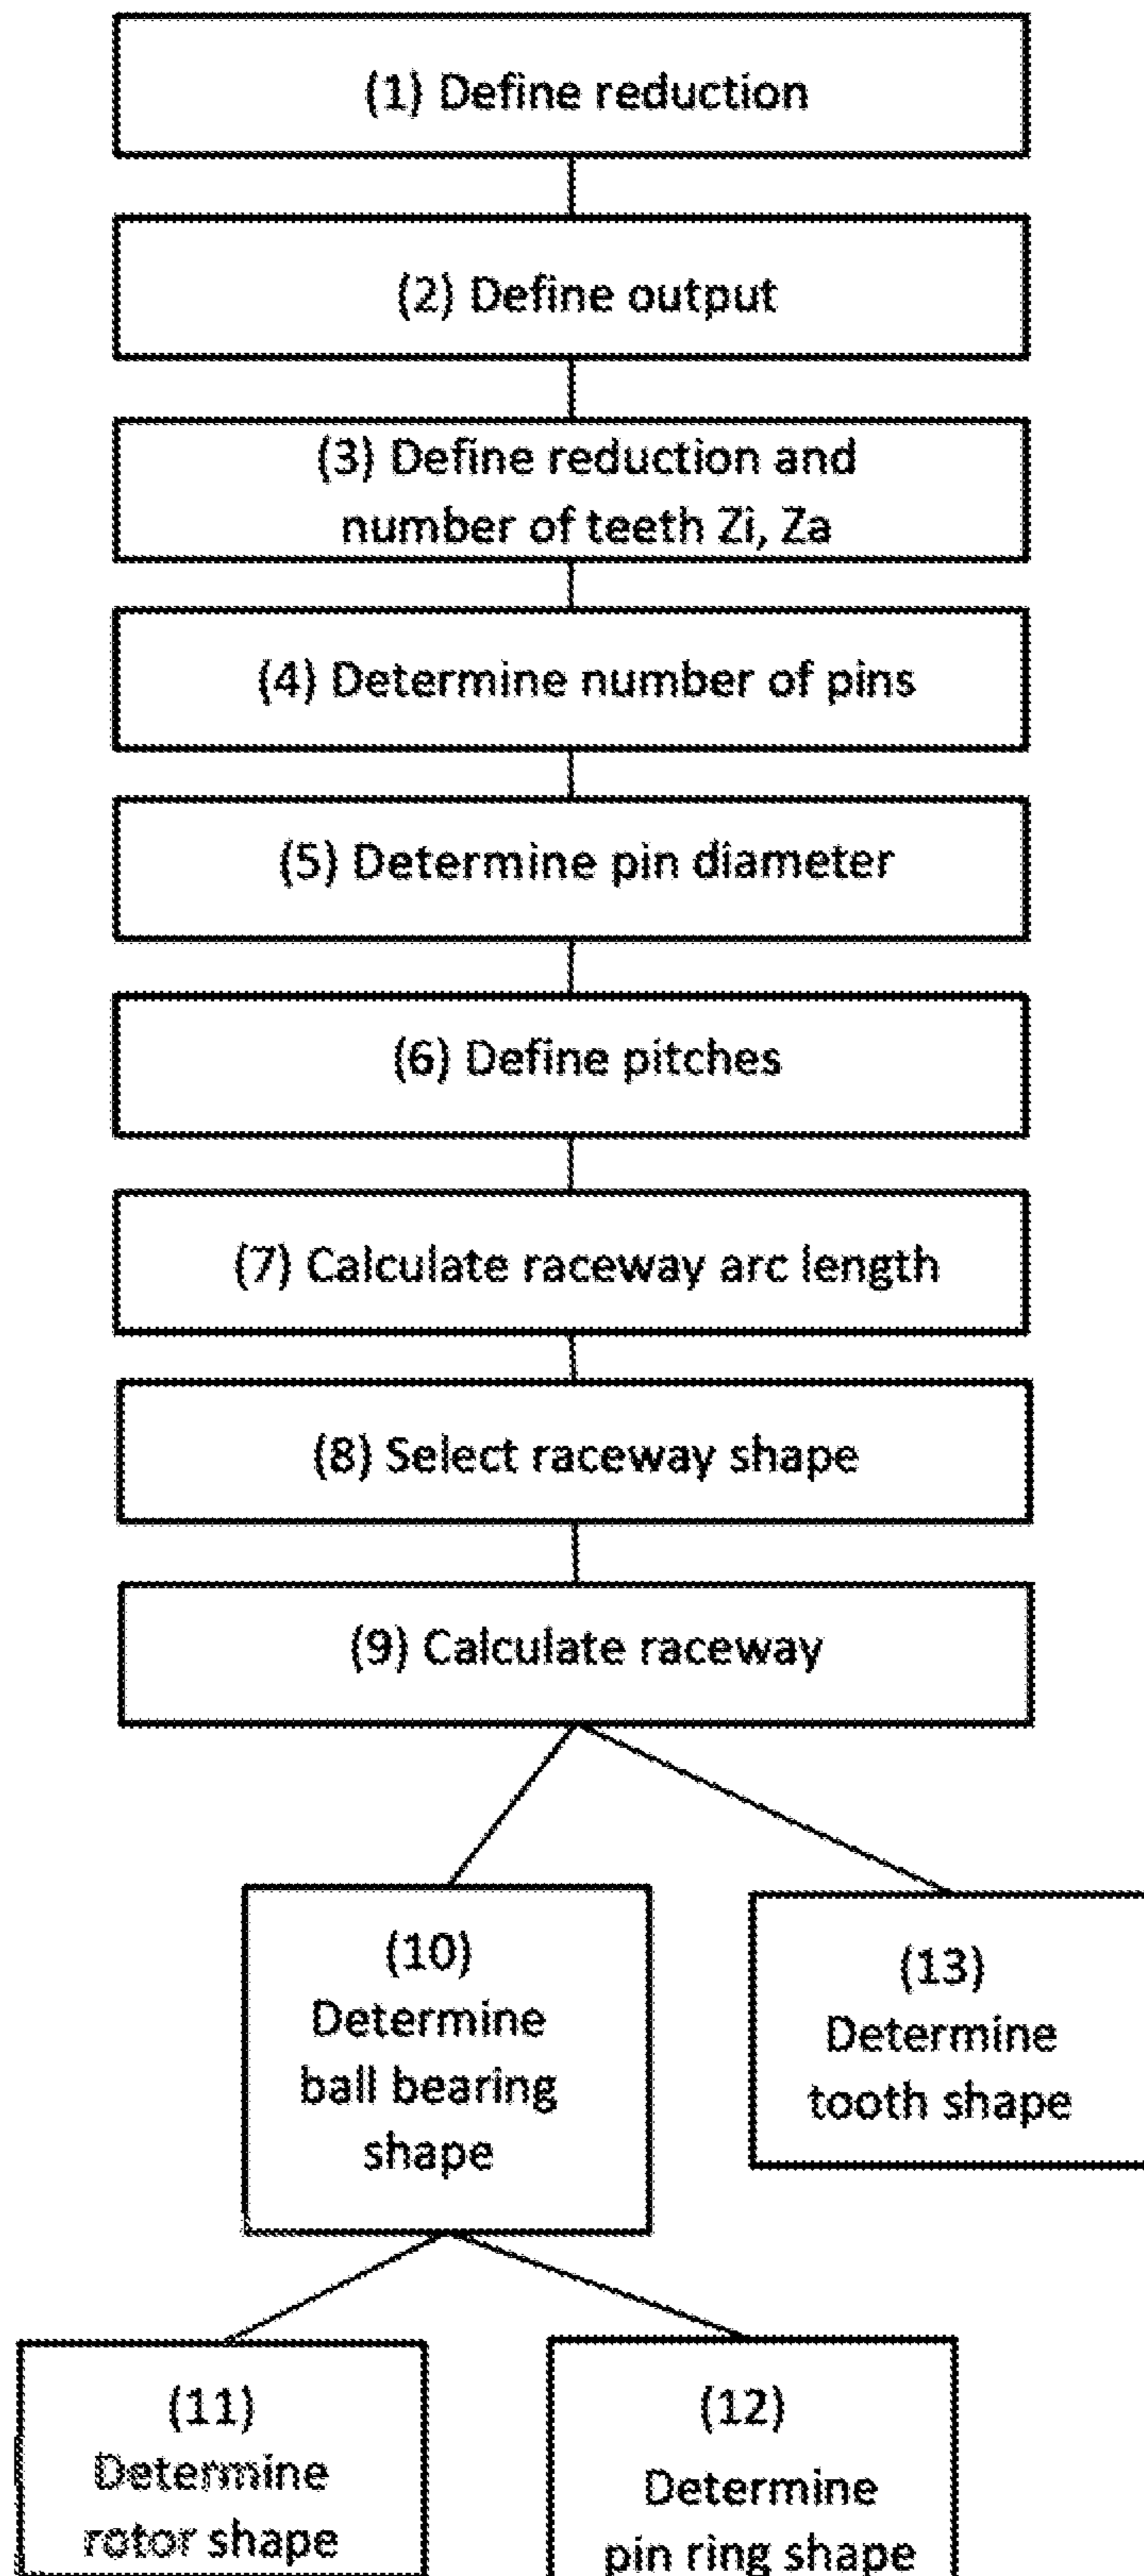 (1) Define reduction
(2) Define output
(3) Define reduction and
number of teeth Zi, Za
(4) Determine number of pins
(5) Determine pin diameter
(6) Define pitches
(7) Calculate raceway arc length
(8) Select raceway shape
(9) Calculate raceway
(10)
Determine
ball bearing
shape
(13)
Determine
tooth shape
(11)
Determine
rotor shape
(12)
Determine
pin ring shape